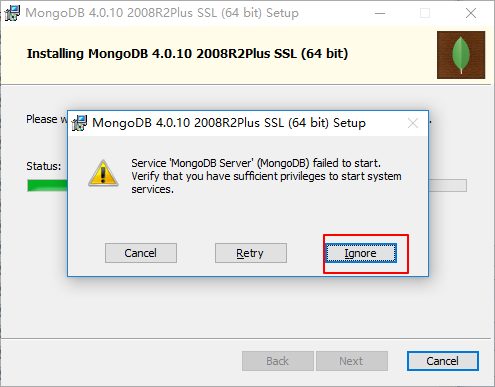 MongoDB 4.0.10 2008R2Plus SSL (64 bit) Setup
Installing MongoDB 4.0.10 2008R2Plus SSL (64 bit)
Please w
Status:
MongoDB 4.0.10 2008R2Plus SSL (64 bit) Setup
Service 'MongoDB Server' (MongoDB) failed to start.
Verify that you have sufficient privileges to start system
services.
Cancel Retry Ignore
Back Next Cancel